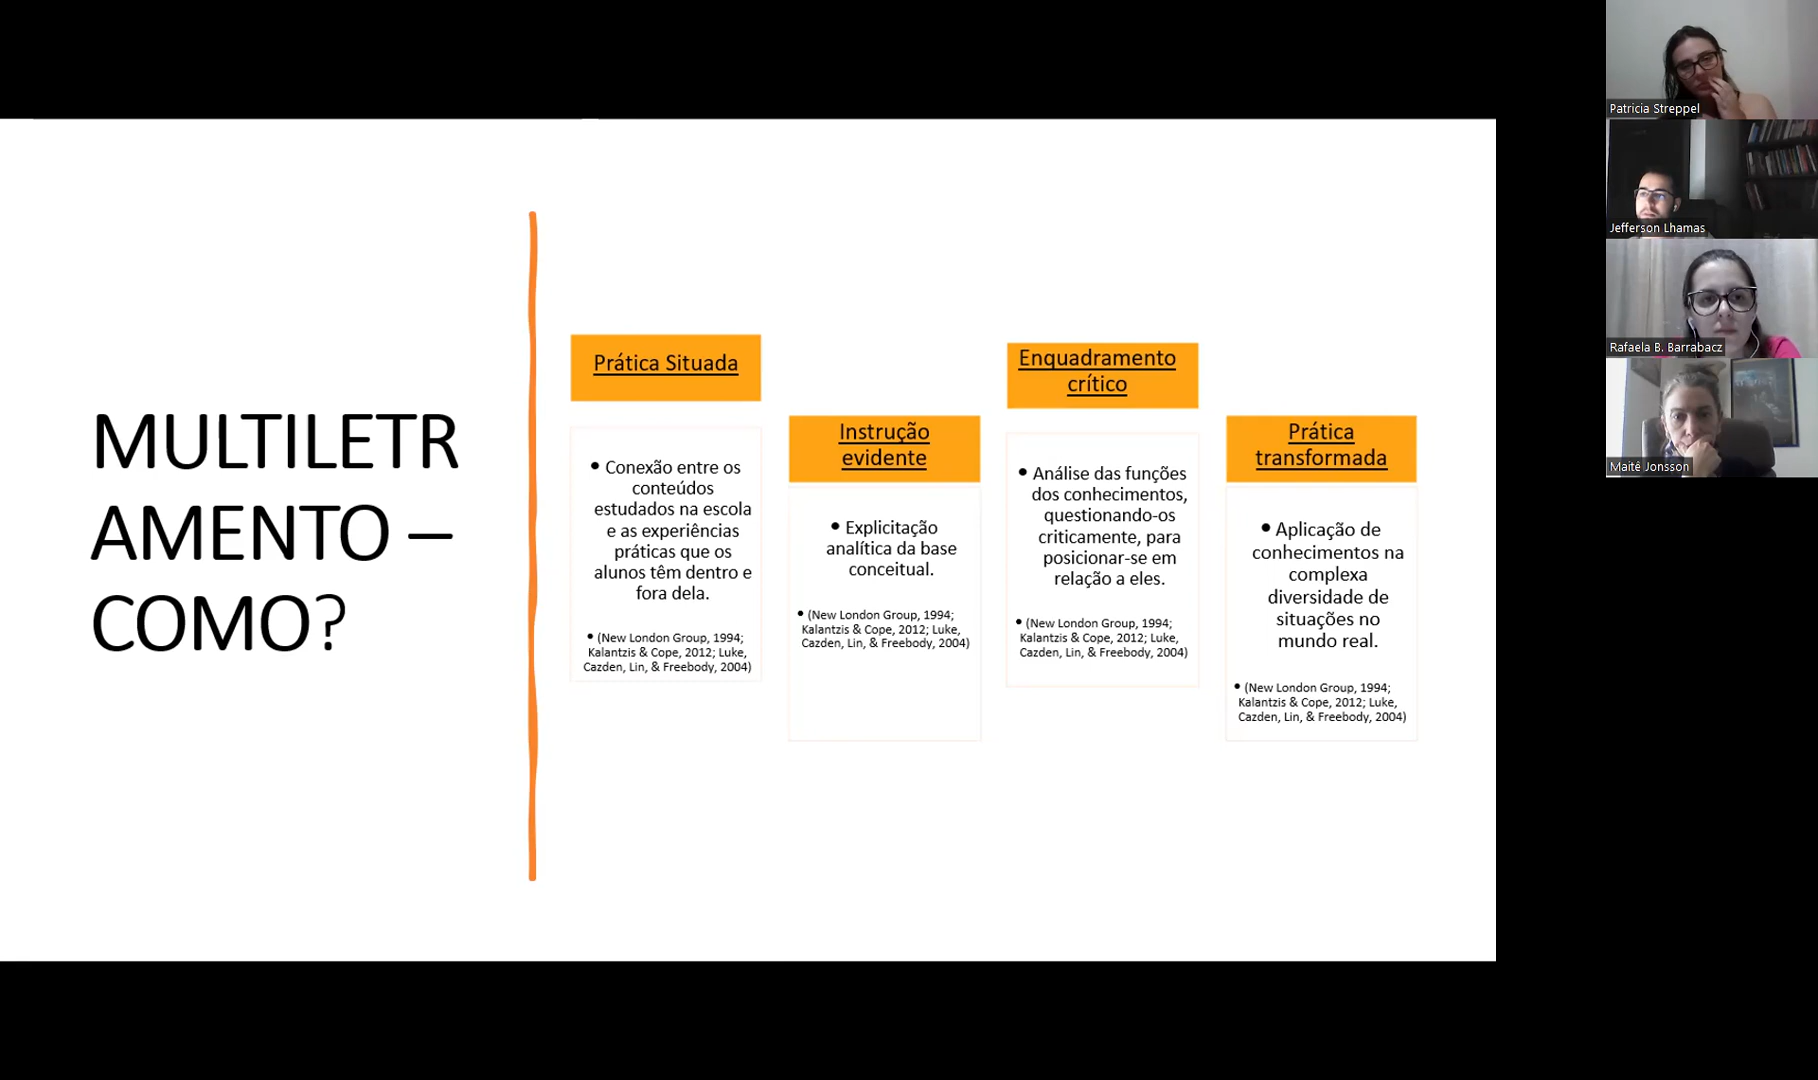 MULTILETR
AMENTO –
COMO?
Prática Situada
• Conexão entre os
conteúdos
estudados na escola
e as experiências
práticas que os
alunos têm dentro e
fora dela.
• (New London Group, 1994;
Kalantzis & Cope, 2012; Luke,
Cazden, Lin, & Freebody, 2004)
Instrução
evidente
• Explicitação
analítica da base
conceitual.
• (New London Group, 1994;
Kalantzis & Cope, 2012; Luke,
Cazden, Lin, & Freebody, 2004)
Enquadramento
crítico
• Análise das funções
dos conhecimentos,
questionando-os
criticamente, para
posicionar-se em
relação a eles.
• (New London Group, 1994;
Kalantzis & Cope, 2012; Luke,
Cazden, Lin, & Freebody, 2004)
Prática
transformada
• Aplicação de
conhecimentos na
complexa
diversidade de
situações no
mundo real.
• (New London Group, 1994;
Kalantzis & Cope, 2012; Luke,
Cazden, Lin, & Freebody, 2004)
Patricia Streppel
Jefferson Lhamas
Rafaela B. Barrabacz
Maitê Jonsson